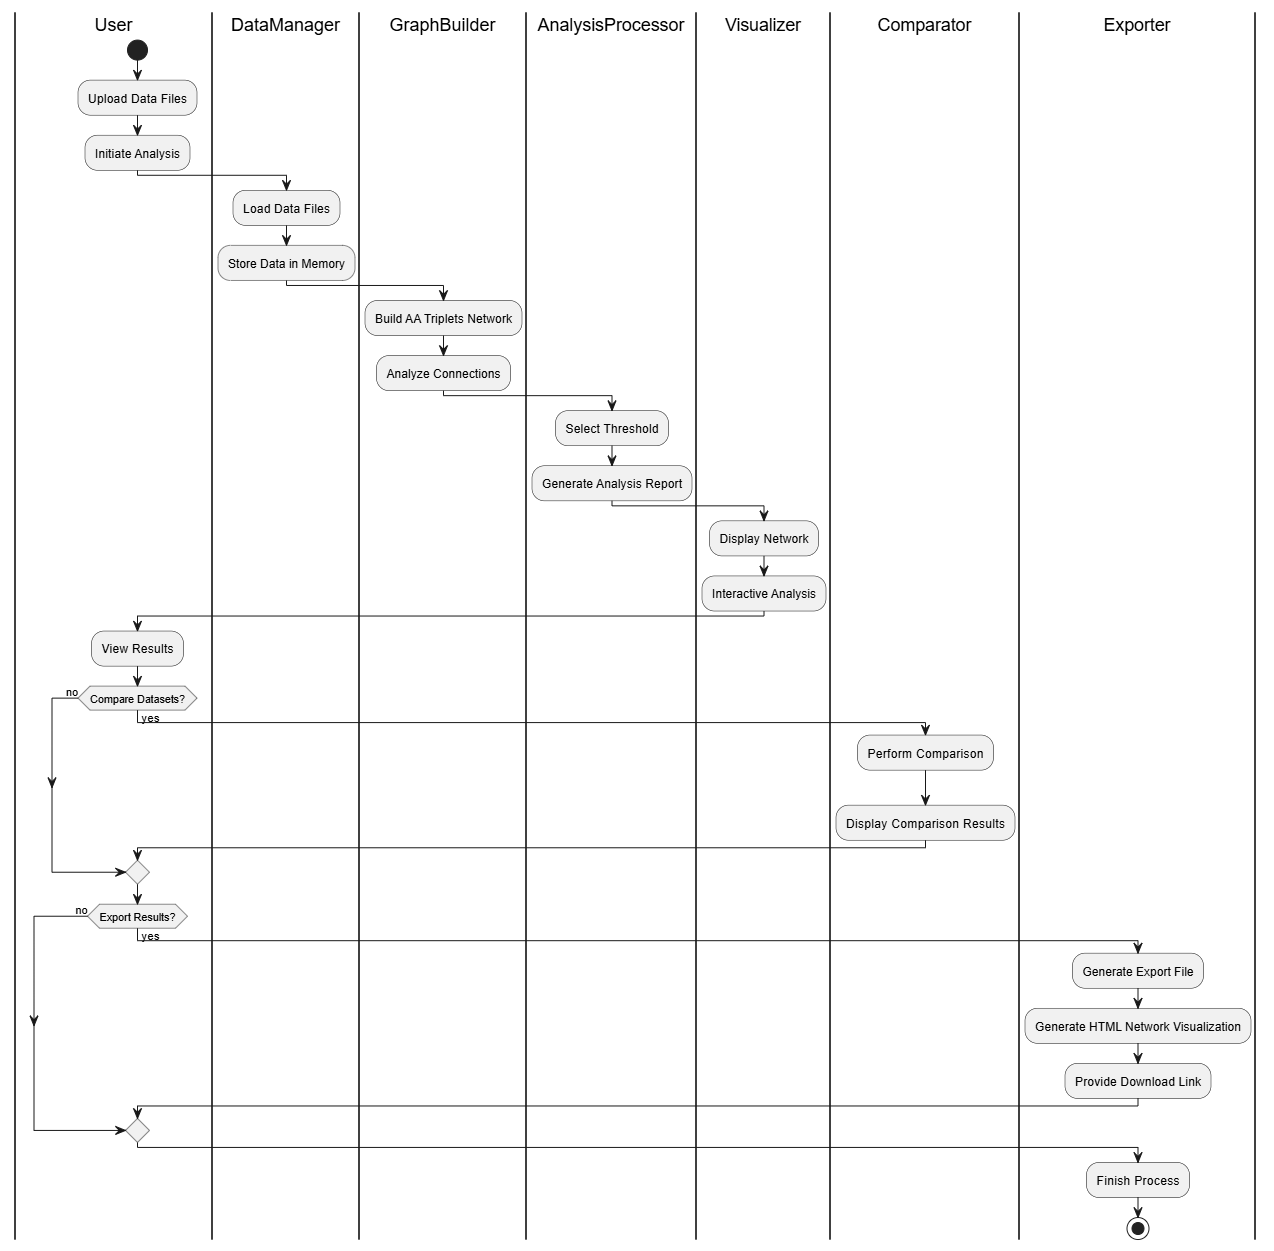 User
DataManager
GraphBuilder
AnalysisProcessor
Visualizer
Comparator
Exporter
Upload Data Files
Initiate Analysis
Load Data Files
Store Data in Memory
Build AA Triplets Network
Analyze Connections
Select Threshold
Generate Analysis Report
Display Network
Interactive Analysis
View Results
no
Compare Datasets?
yes
Perform Comparison
Display Comparison Results
no
Export Results?
yes
Generate Export File
Generate HTML Network Visualization
Provide Download Link
Finish Process